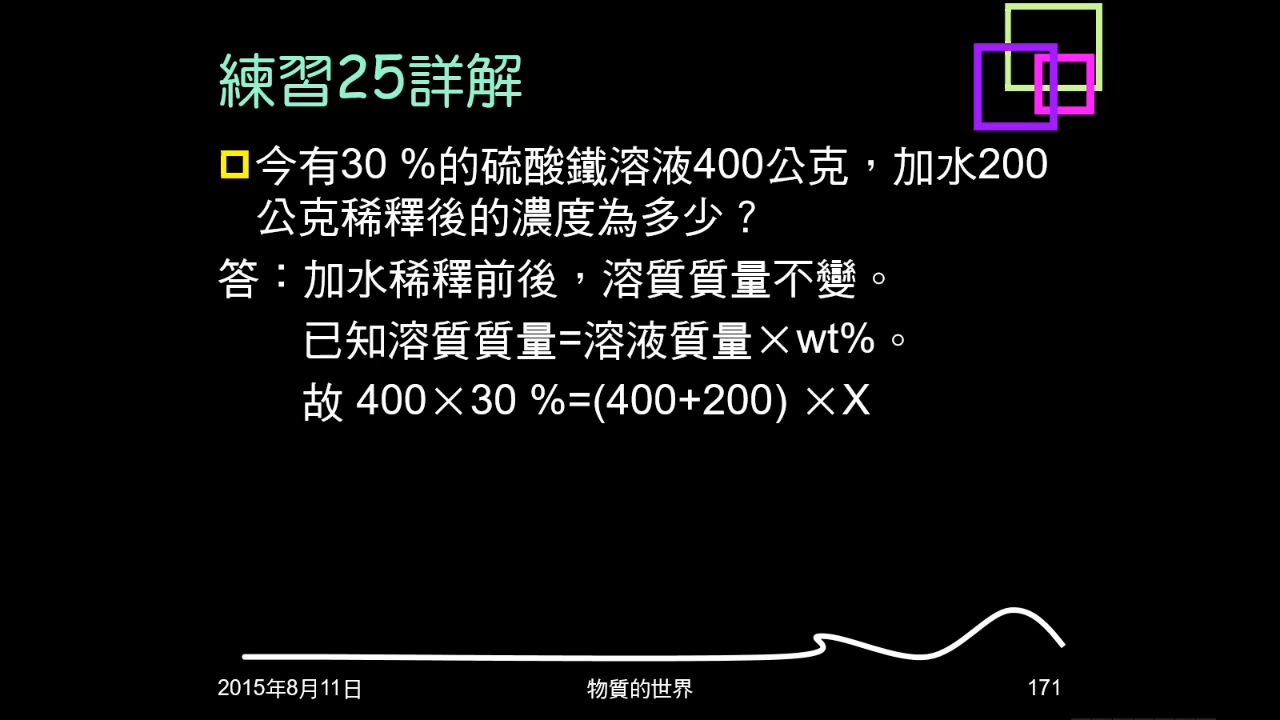 練習25詳解
今有30 %的硫酸鐵溶液400公克，加水200
公克稀釋後的濃度為多少？
答：加水稀釋前後，溶質質量不變。
已知溶質質量=溶液質量×wt%。
故 400×30 %=(400+200) ×X
2015年8月11日
物質的世界
171